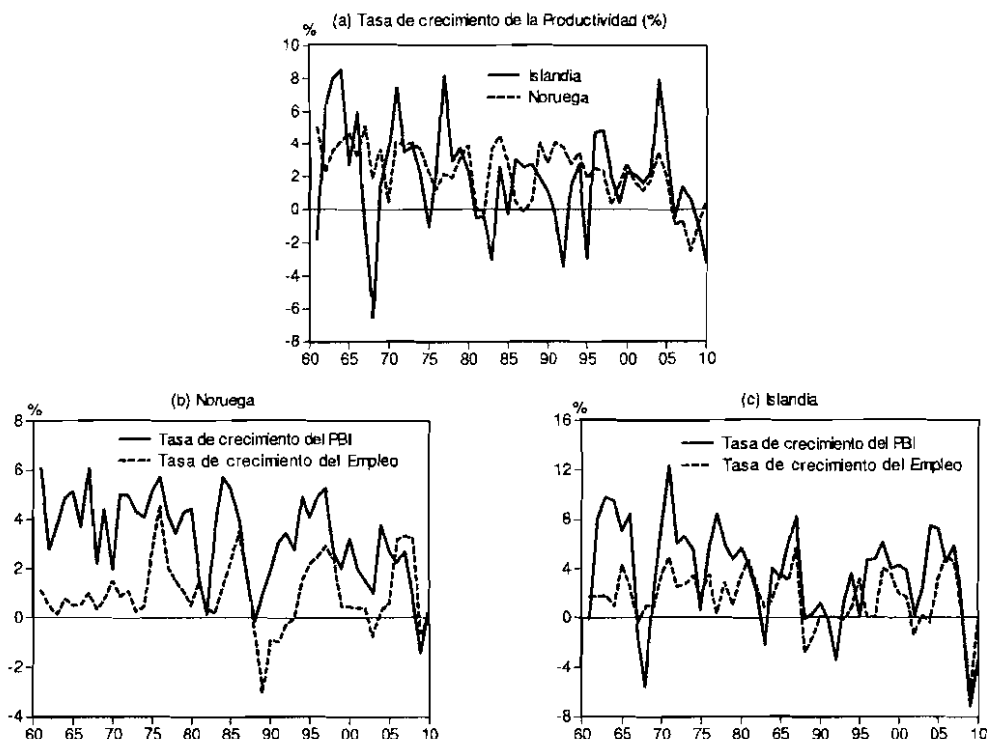 (a) Tasa de crecimiento de la Productividad (%)
%
10
8
6
4
2
0
-2
-4
-6
-8
Islandia
Noruega
60 65 70 75 80 85 90 95 00 05 10
(b) Noruega
%
8
6
4
2
0
-2
-4
Tasa de crecimiento del PBI
Tasa de crecimiento del Empleo
60 65 70 75 80 85 90 95 00 05 10
(c) Islandia
%
16
12
8
4
0
-4
-8
Tasa de crecimiento del PBI
Tasa de crecimiento del Empleo
60 65 70 75 80 85 90 95 00 05 10